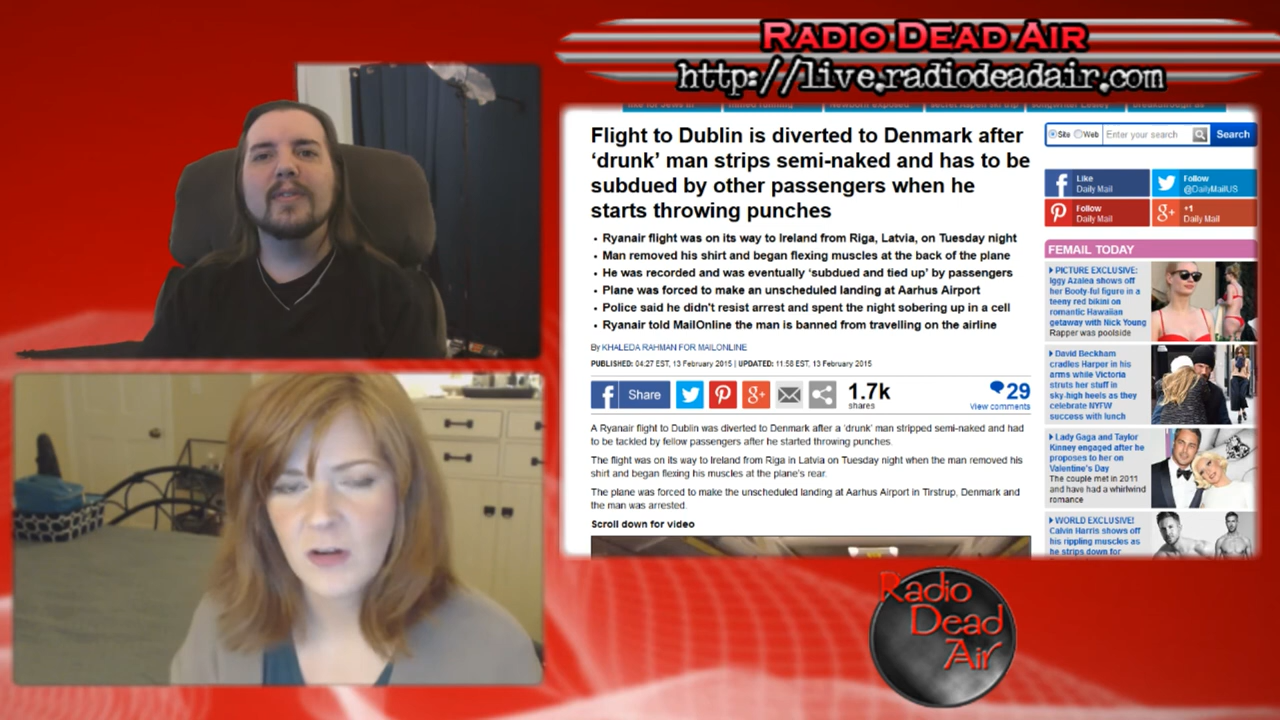 RADIO DEAD AIR
http://live.radiodeadair.com
Flight to Dublin is diverted to Denmark after
‘drunk’ man strips semi-naked and has to be
subdued by other passengers when he
starts throwing punches
• Ryanair flight was on its way to Ireland from Riga, Latvia, on Tuesday night
• Man removed his shirt and began flexing muscles at the back of the plane
• He was recorded and was eventually ‘subdued and tied up’ by passengers
• Plane was forced to make an unscheduled landing at Aarhus Airport
• Police said he didn't resist arrest and spent the night sobering up in a cell
• Ryanair told MailOnline the man is banned from travelling on the airline
By KHALEDA RAHMAN FOR MAILONLINE
PUBLISHED: 04:27 EST, 13 February 2015 | UPDATED: 11:58 EST, 13 February 2015
Share
1.7k
shares
29
View comments
A Ryanair flight to Dublin was diverted to Denmark after a 'drunk' man stripped semi-naked and had
to be tackled by fellow passengers after he started throwing punches.
The flight was on its way to Ireland from Riga in Latvia on Tuesday night when the man removed his
shirt and began flexing his muscles at the plane's rear.
The plane was forced to make the unscheduled landing at Aarhus Airport in Tirstrup, Denmark and
the man was arrested.
Scroll down for video
Site Web Enter your search Search
Like
Daily Mail
Follow
@DailyMailUS
Follow
Daily Mail
+1
Daily Mail
FEMAIL TODAY
PICTURE EXCLUSIVE:
Iggy Azalea shows off
her Booty-ful figure in a
teeny red bikini on
romantic Hawaiian
getaway with Nick Young
Rapper was poolside
David Beckham
cradles Harper in his
arms while Victoria
struts her stuff in
sky-high heels as they
celebrate NYFW
success with lunch
Lady Gaga and Taylor
Kinney engaged after he
proposes to her on
Valentine's Day
The couple met in 2011
and have had a whirlwind
romance
WORLD EXCLUSIVE!
Calvin Harris shows off
his rippling muscles as
he strips down for
Radio
Dead
Air